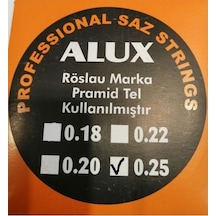 PROFESSIONAL SAZ STRINGS
ALUX
Röslau Marka
Pramid Tel
Kullanılmıştır
0.18 0.22
0.20 0.25